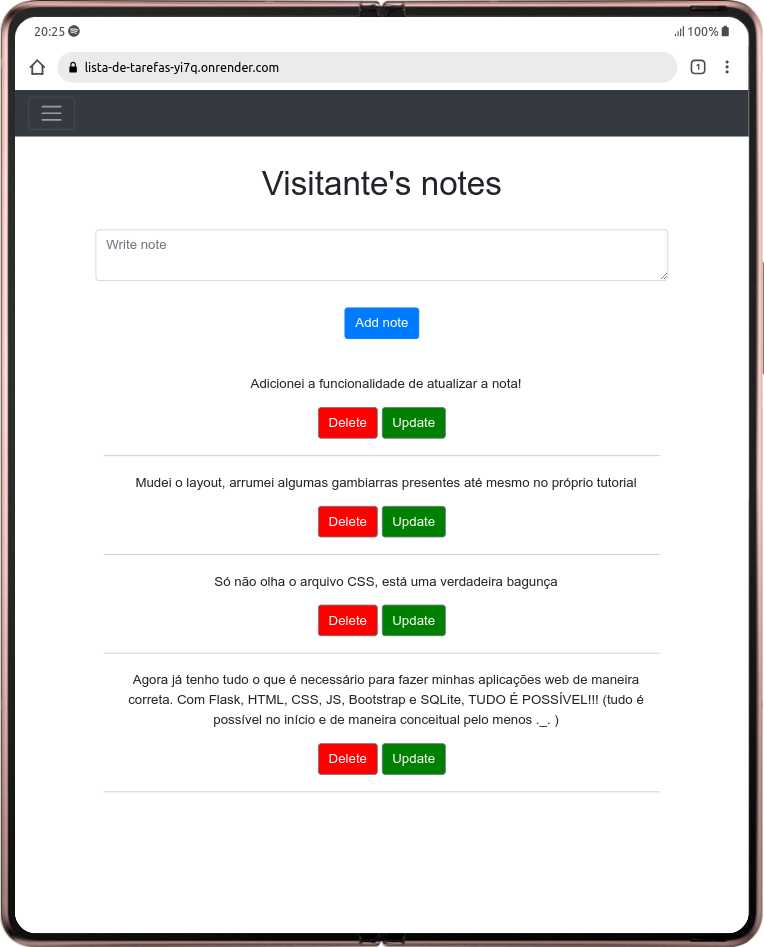 20:25
100%
lista-de-tarefas-yi7q.onrender.com
1
Visitante's notes
Write note
Add note
Adicionei a funcionalidade de atualizar a nota!
Delete Update
Mudei o layout, arrumei algumas gambiarras presentes até mesmo no próprio tutorial
Delete Update
Só não olha o arquivo CSS, está uma verdadeira bagunça
Delete Update
Agora já tenho tudo o que é necessário para fazer minhas aplicações web de maneira
correta. Com Flask, HTML, CSS, JS, Bootstrap e SQLite, TUDO É POSSÍVEL!!! (tudo é
possível no início e de maneira conceitual pelo menos ._. )
Delete Update